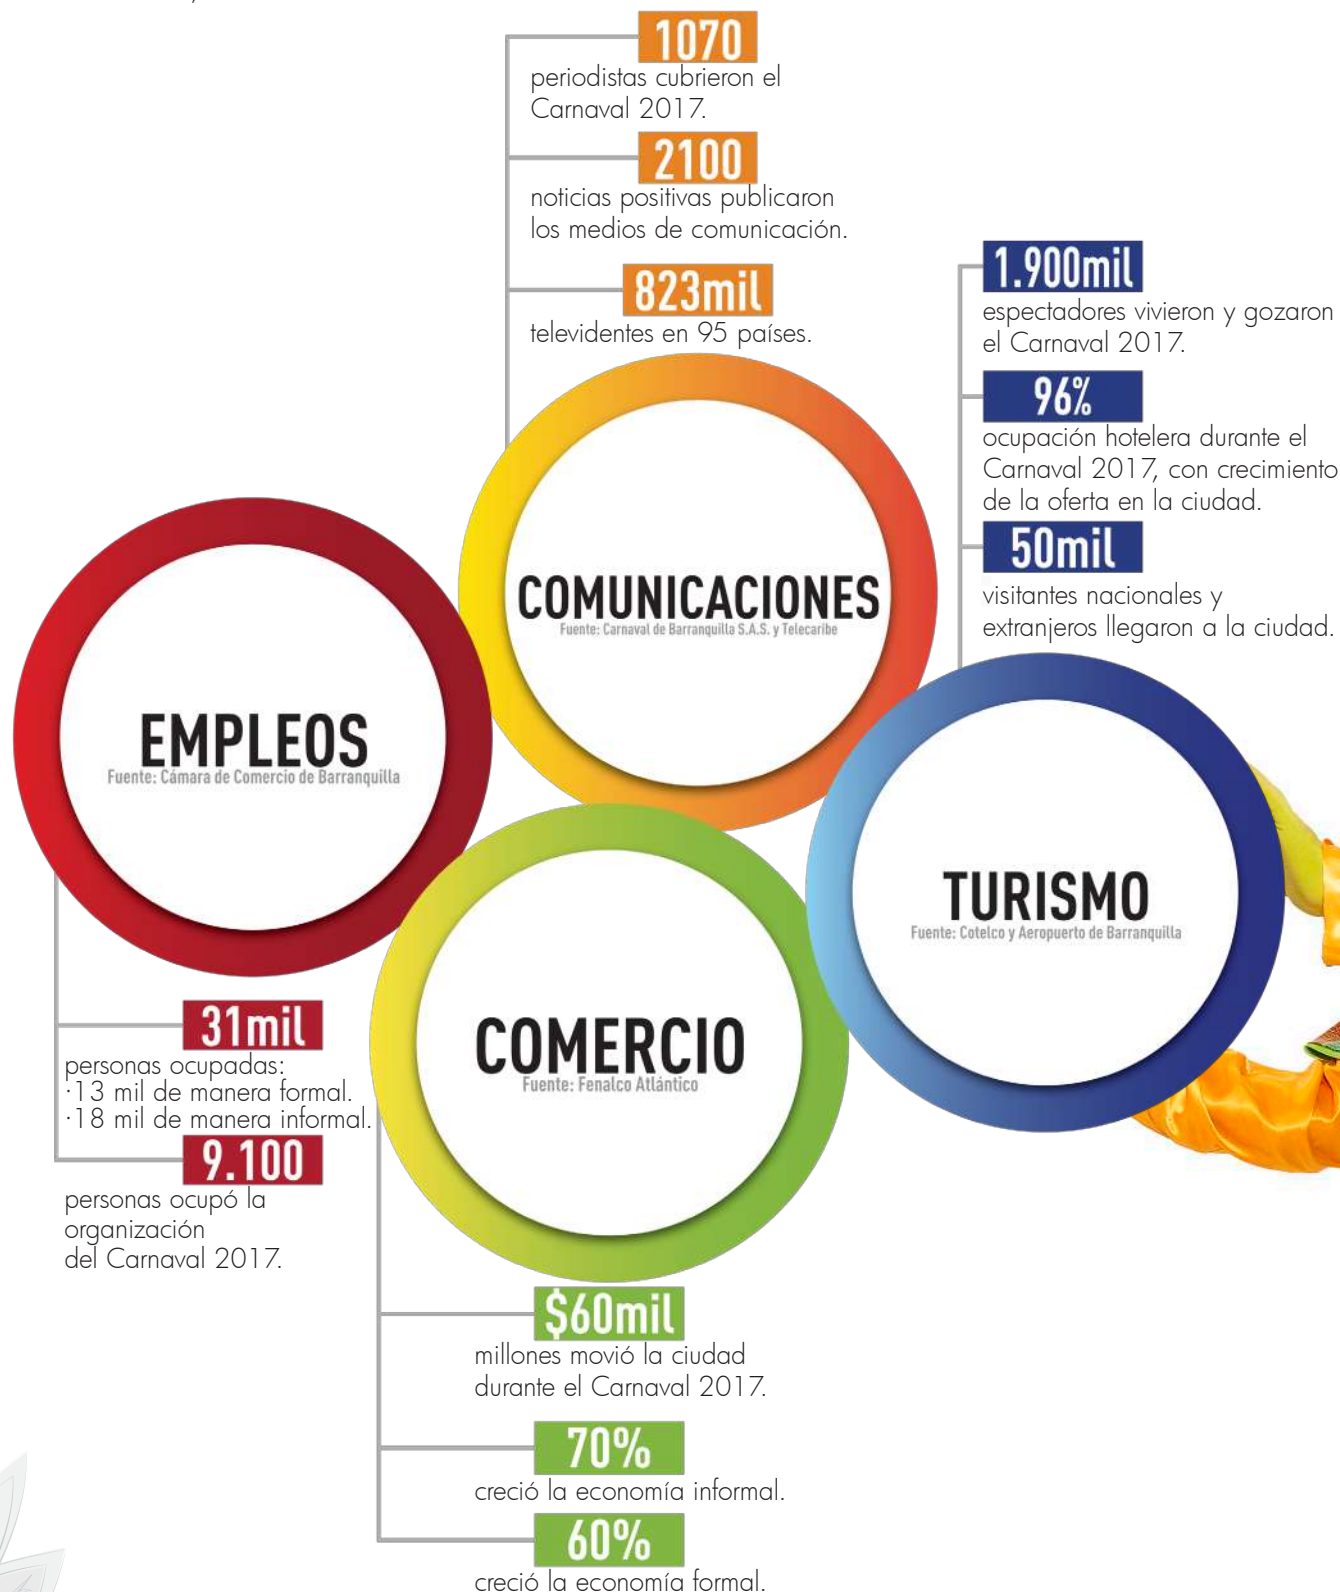 1070
periodistas cubrieron el
Carnaval 2017.
2100
noticias positivas publicaron
los medios de comunicación.
823mil
televidentes en 95 países.
COMUNICACIONES
Fuente: Carnaval de Barranquilla S.A.S. y Telecaribe
1.900mil
espectadores vivieron y gozaron
el Carnaval 2017.
96%
ocupación hotelera durante el
Carnaval 2017, con crecimiento
de la oferta en la ciudad.
50mil
visitantes nacionales y
extranjeros llegaron a la ciudad.
TURISMO
Fuente: Cotelco y Aeropuerto de Barranquilla
EMPLEOS
Fuente: Cámara de Comercio de Barranquilla
31mil
personas ocupadas:
·13 mil de manera formal.
·18 mil de manera informal.
9.100
personas ocupó la
organización
del Carnaval 2017.
COMERCIO
Fuente: Fenalco Atlántico
$60mil
millones movió la ciudad
durante el Carnaval 2017.
70%
creció la economía informal.
60%
creció la economía formal.